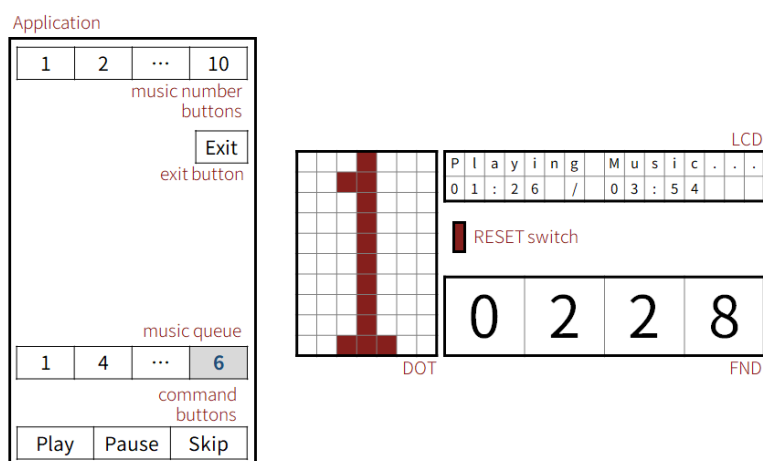 Application
1 2 ... 10
music number
buttons
Exit
exit button
music queue
1 4 ... 6
command
buttons
Play Pause Skip
DOT
LCD
Playing Music...
01:26 / 03:54
RESET switch
0 2 2 8
FND